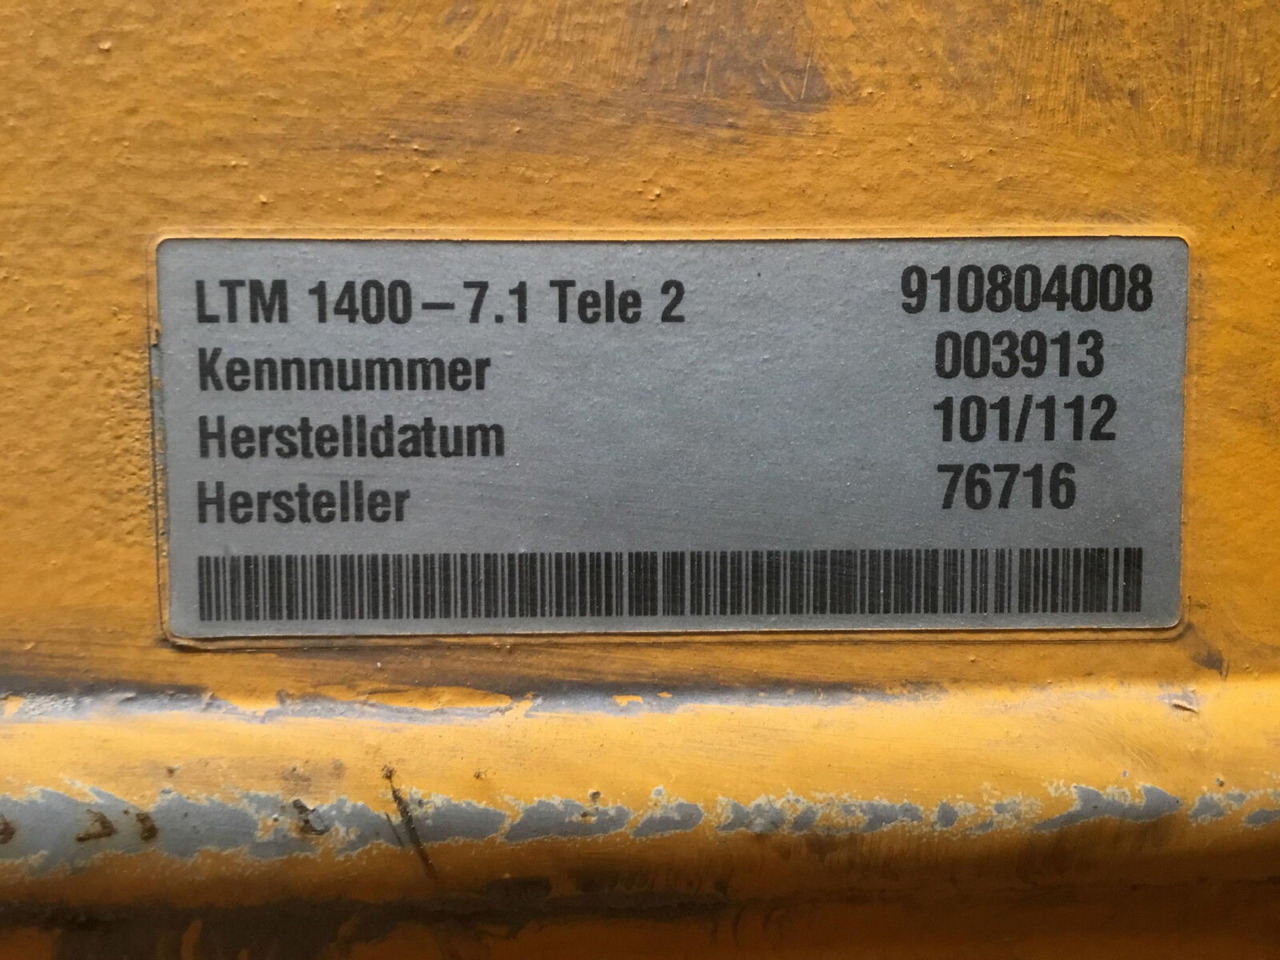 LTM 1400-7.1 Tele 2 910804008
Kennnummer 003913
Herstelldatum 101/112
Hersteller 76716